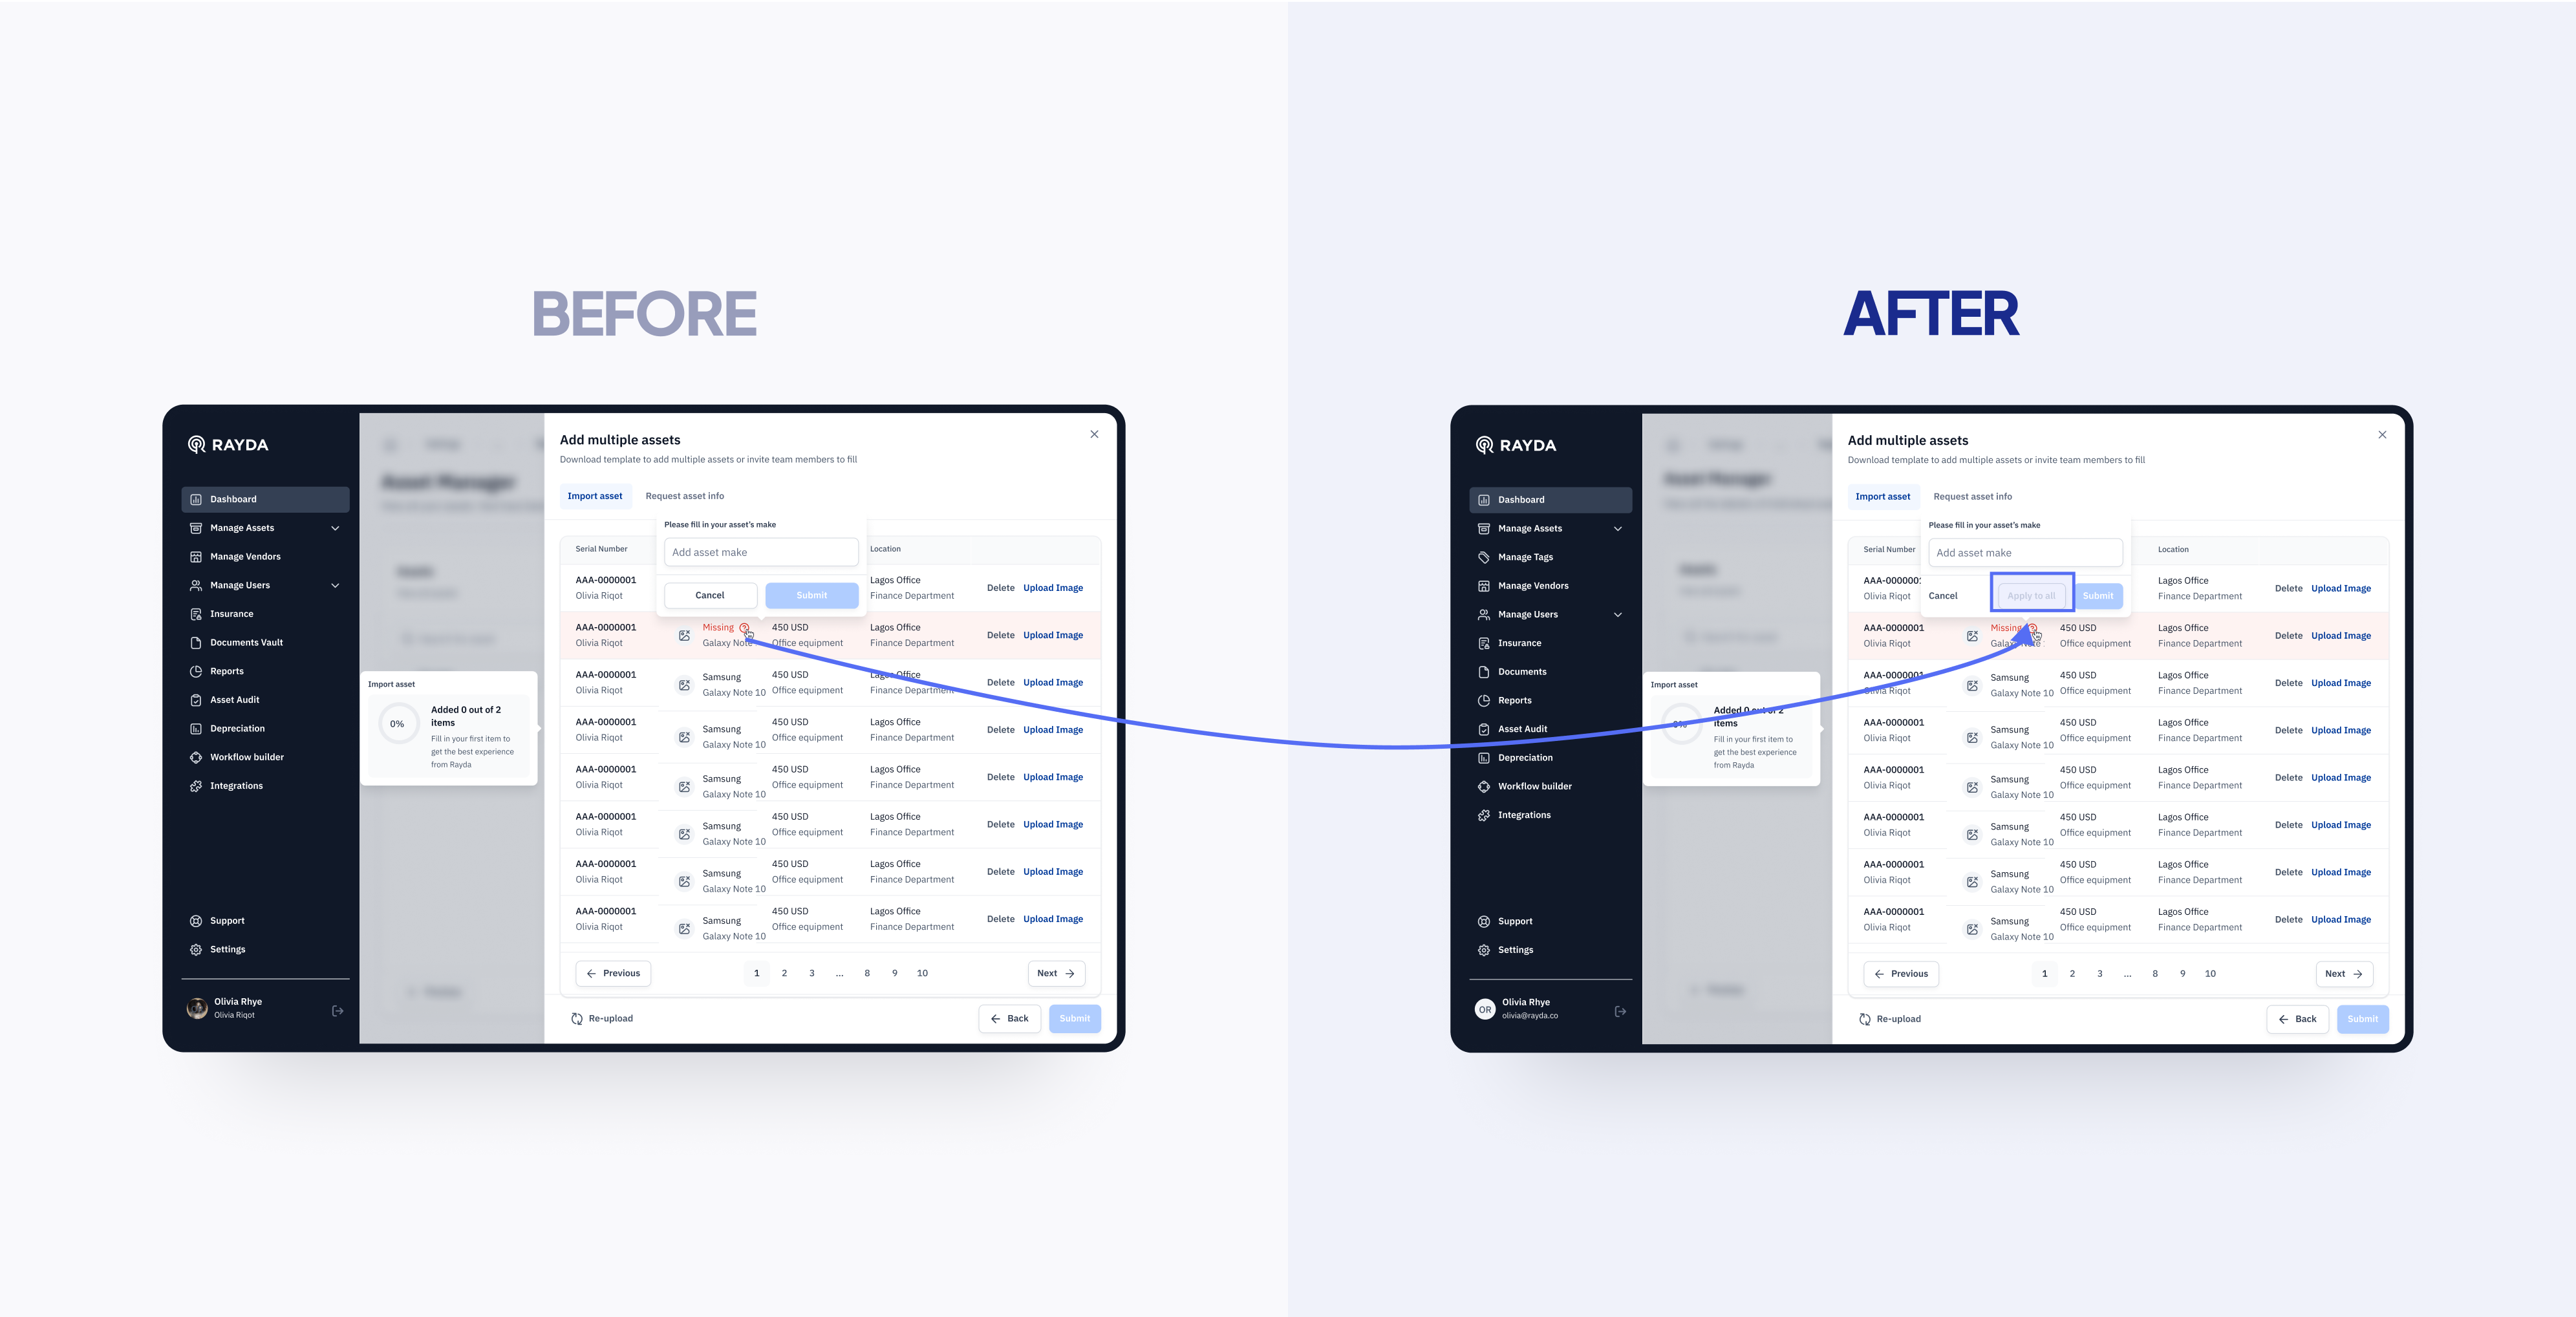 BEFORE
RAYDA
Dashboard
Manage Assets
Manage Vendors
Manage Users
Insurance
Documents Vault
Reports
Asset Audit
Depreciation
Workflow builder
Integrations
Support
Settings
Olivia Rhye
Olivia Riqot
Asset Manager
Import asset
0%
Added 0 out of 2
items
Fill in your first item to
get the best experience
from Rayda
Add multiple assets
Download template to add multiple assets or invite team members to fill
Import asset Request asset info
Please fill in your asset's make
Add asset make
Cancel Submit
Serial Number Location
AAA-0000001 Lagos Office
Olivia Riqot Finance Department Delete Upload Image
AAA-0000001 Missing 450 USD Lagos Office
Olivia Riqot Galaxy Note Office equipment Finance Department Delete Upload Image
AAA-0000001 Samsung 450 USD Lagos Office
Olivia Riqot Galaxy Note 10 Office equipment Finance Department Delete Upload Image
AAA-0000001 Samsung 450 USD Lagos Office
Olivia Riqot Galaxy Note 10 Office equipment Finance Department Delete Upload Image
AAA-0000001 Samsung 450 USD Lagos Office
Olivia Riqot Galaxy Note 10 Office equipment Finance Department Delete Upload Image
AAA-0000001 Samsung 450 USD Lagos Office
Olivia Riqot Galaxy Note 10 Office equipment Finance Department Delete Upload Image
AAA-0000001 Samsung 450 USD Lagos Office
Olivia Riqot Galaxy Note 10 Office equipment Finance Department Delete Upload Image
AAA-0000001 Samsung 450 USD Lagos Office
Olivia Riqot Galaxy Note 10 Office equipment Finance Department Delete Upload Image
Previous 1 2 3 ... 8 9 10 Next
Re-upload Back Submit
AFTER
RAYDA
Dashboard
Manage Assets
Manage Tags
Manage Vendors
Manage Users
Insurance
Documents
Reports
Asset Audit
Depreciation
Workflow builder
Integrations
Support
Settings
OR
Olivia Rhye
olivia@rayda.co
Asset Manager
Import asset
0%
Added 0 out of 2
items
Fill in your first item to
get the best experience
from Rayda
Add multiple assets
Download template to add multiple assets or invite team members to fill
Import asset Request asset info
Please fill in your asset's make
Add asset make
Cancel Apply to all Submit
Serial Number Location
AAA-0000001 Lagos Office
Olivia Riqot Finance Department Delete Upload Image
AAA-0000001 Missing 450 USD Lagos Office
Olivia Riqot Galaxy Note Office equipment Finance Department Delete Upload Image
AAA-0000001 Samsung 450 USD Lagos Office
Olivia Riqot Galaxy Note 10 Office equipment Finance Department Delete Upload Image
AAA-0000001 Samsung 450 USD Lagos Office
Olivia Riqot Galaxy Note 10 Office equipment Finance Department Delete Upload Image
AAA-0000001 Samsung 450 USD Lagos Office
Olivia Riqot Galaxy Note 10 Office equipment Finance Department Delete Upload Image
AAA-0000001 Samsung 450 USD Lagos Office
Olivia Riqot Galaxy Note 10 Office equipment Finance Department Delete Upload Image
AAA-0000001 Samsung 450 USD Lagos Office
Olivia Riqot Galaxy Note 10 Office equipment Finance Department Delete Upload Image
AAA-0000001 Samsung 450 USD Lagos Office
Olivia Riqot Galaxy Note 10 Office equipment Finance Department Delete Upload Image
Previous 1 2 3 ... 8 9 10 Next
Re-upload Back Submit